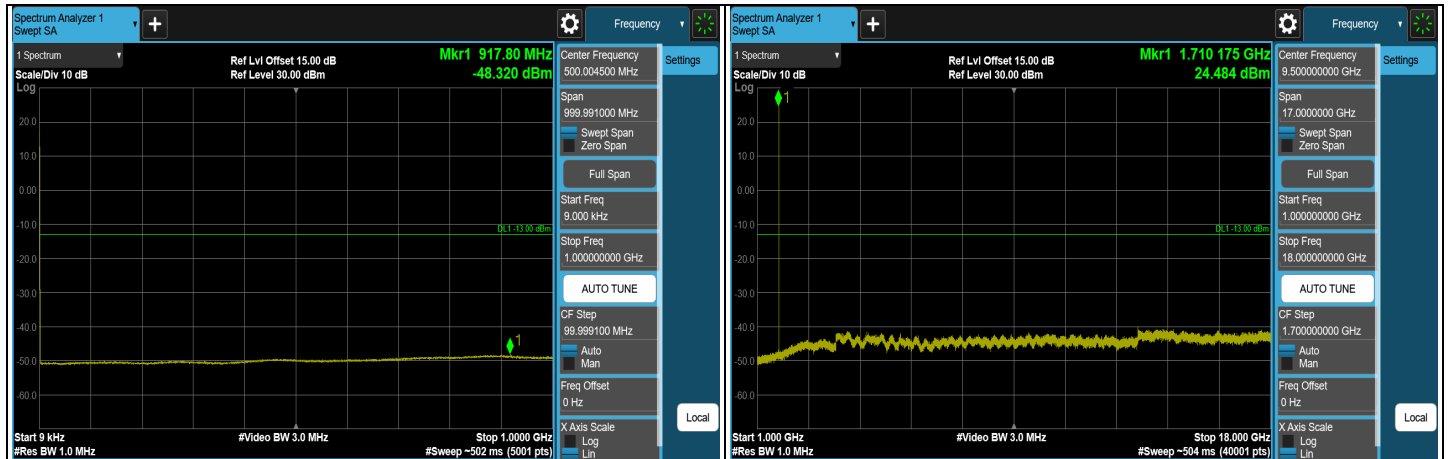 Spectrum Analyzer 1
Swept SA
+
Frequency
1 Spectrum
Scale/Div 10 dB
Log
Ref Lvl Offset 15.00 dB
Ref Level 30.00 dBm
Mkr1 917.80 MHz
-48.320 dBm
20.0
10.0
0.00
-10.0
-20.0
-30.0
-40.0
-50.0
-60.0
DL1 -13.00 dBm
1
Start 9 kHz
#Res BW 1.0 MHz
#Video BW 3.0 MHz
Stop 1.0000 GHz
#Sweep ~502 ms (5001 pts)
Center Frequency
500.004500 MHz
Span
999.991000 MHz
Swept Span
Zero Span
Full Span
Start Freq
9.000 kHz
Stop Freq
1.000000000 GHz
AUTO TUNE
CF Step
99.999100 MHz
Auto
Man
Freq Offset
0 Hz
X Axis Scale
Log
Lin
Settings
Local
Spectrum Analyzer 1
Swept SA
+
Frequency
1 Spectrum
Scale/Div 10 dB
Log
Ref Lvl Offset 15.00 dB
Ref Level 30.00 dBm
Mkr1 1.710 175 GHz
24.484 dBm
1
20.0
10.0
0.00
-10.0
-20.0
-30.0
-40.0
-50.0
-60.0
DL1 -13.00 dBm
Start 1.000 GHz
#Res BW 1.0 MHz
#Video BW 3.0 MHz
Stop 18.000 GHz
#Sweep ~504 ms (40001 pts)
Center Frequency
9.500000000 GHz
Span
17.0000000 GHz
Swept Span
Zero Span
Full Span
Start Freq
1.000000000 GHz
Stop Freq
18.000000000 GHz
AUTO TUNE
CF Step
1.700000000 GHz
Auto
Man
Freq Offset
0 Hz
X Axis Scale
Log
Lin
Settings
Local